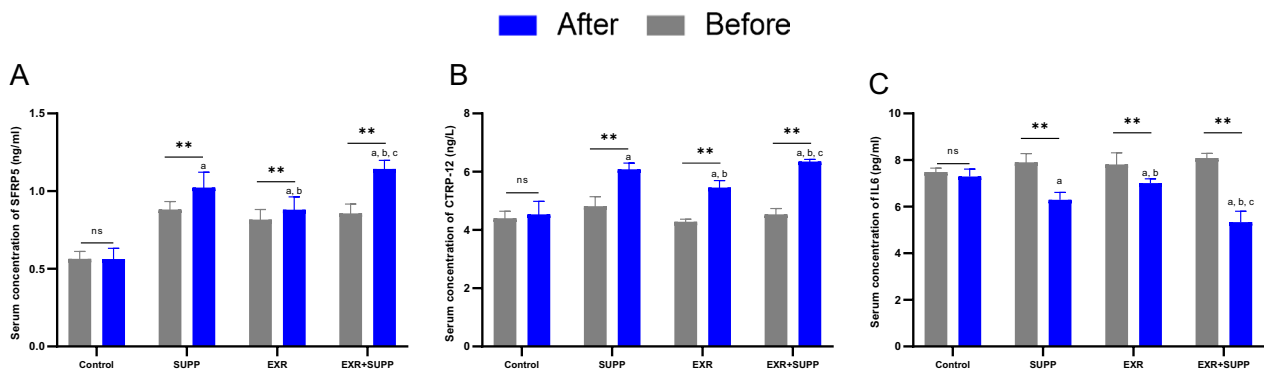 After Before
A
Serum concentration of SFRP5 (ng/ml)
1.5
1.0
0.5
0.0
ns
**
a
**
a, b
**
a, b, c
Control SUPP EXR EXR+SUPP
B
Serum concentration of CTRP-12 (ng/L)
8
6
4
2
0
ns
**
a
**
a, b
**
a, b, c
Control SUPP EXR EXR+SUPP
C
Serum concentration of IL6 (pg/ml)
10
8
6
4
2
0
ns
**
a
**
a, b
**
a, b, c
Control SUPP EXR EXR+SUPP